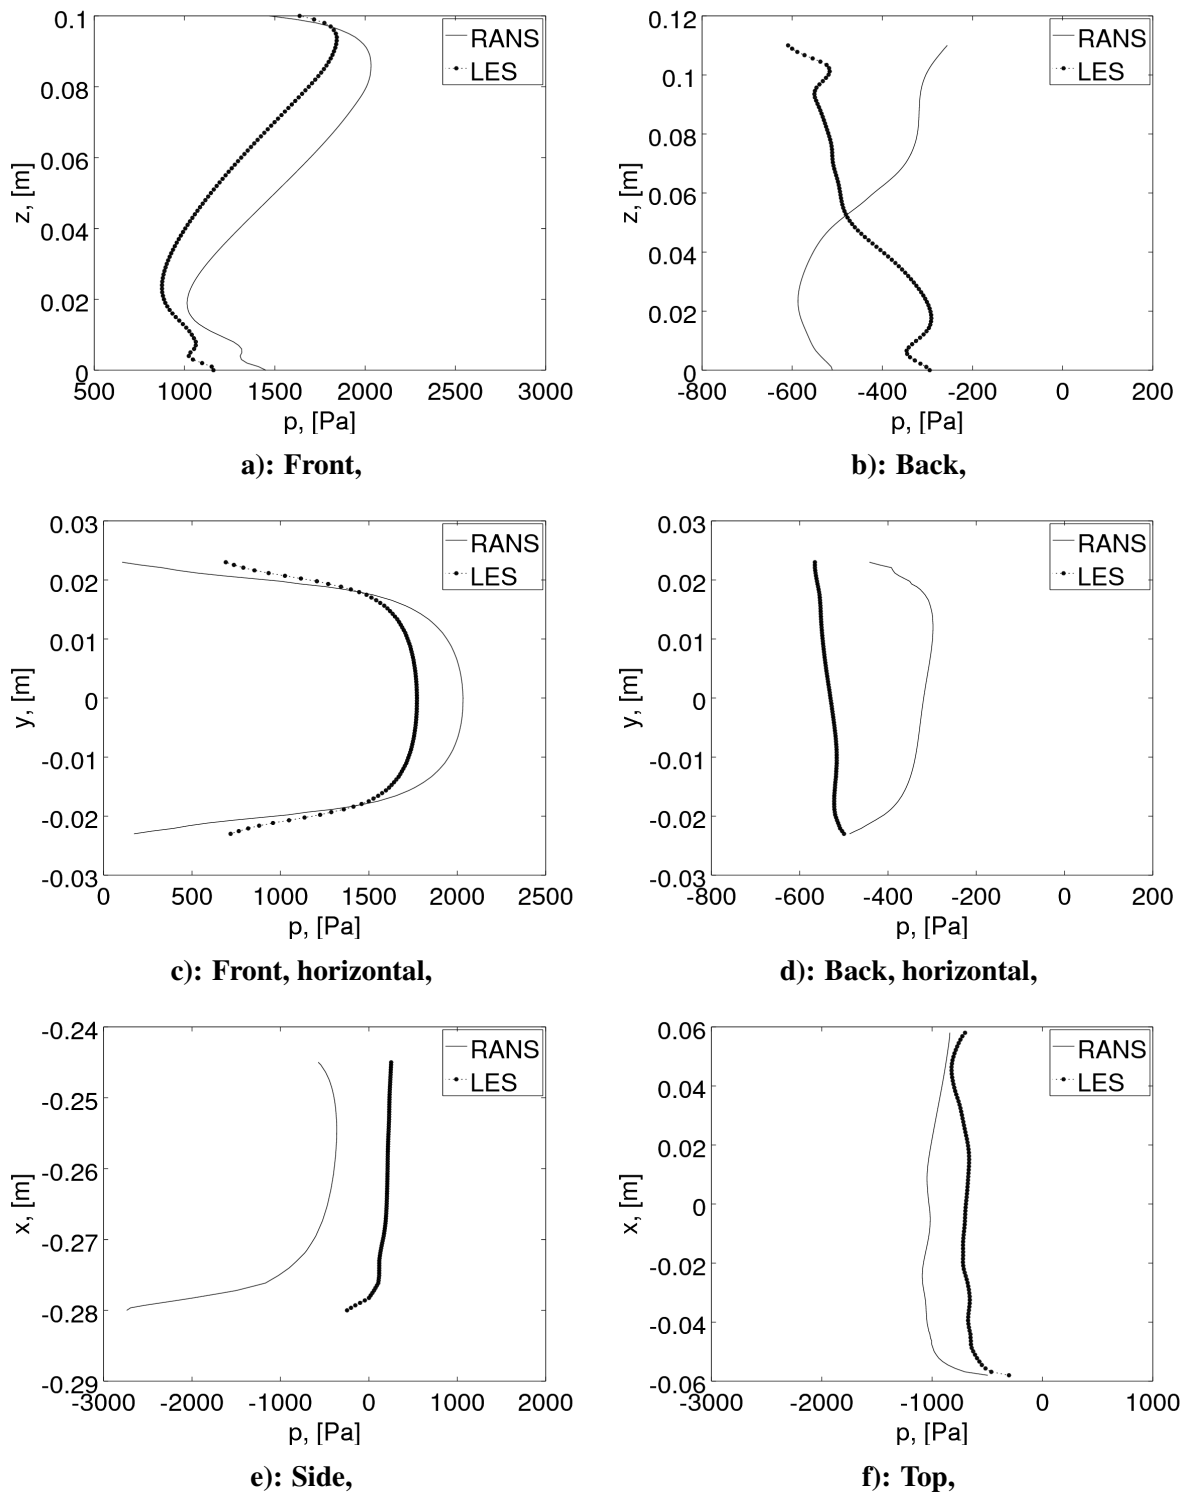 0.1
0.08
0.06
0.04
0.02
0
z, [m]
500 1000 1500 2000 2500 3000
p, [Pa]
RANS
LES
a): Front,
0.12
0.1
0.08
0.06
0.04
0.02
0
z, [m]
-800 -600 -400 -200 0 200
p, [Pa]
RANS
LES
b): Back,
0.03
0.02
0.01
0
-0.01
-0.02
-0.03
y, [m]
0 500 1000 1500 2000 2500
p, [Pa]
RANS
LES
c): Front, horizontal,
0.03
0.02
0.01
0
-0.01
-0.02
-0.03
y, [m]
-800 -600 -400 -200 0 200
p, [Pa]
RANS
LES
d): Back, horizontal,
-0.24
-0.25
-0.26
-0.27
-0.28
-0.29
x, [m]
-3000 -2000 -1000 0 1000 2000
p, [Pa]
RANS
LES
e): Side,
0.06
0.04
0.02
0
-0.02
-0.04
-0.06
x, [m]
-3000 -2000 -1000 0 1000
p, [Pa]
RANS
LES
f): Top,